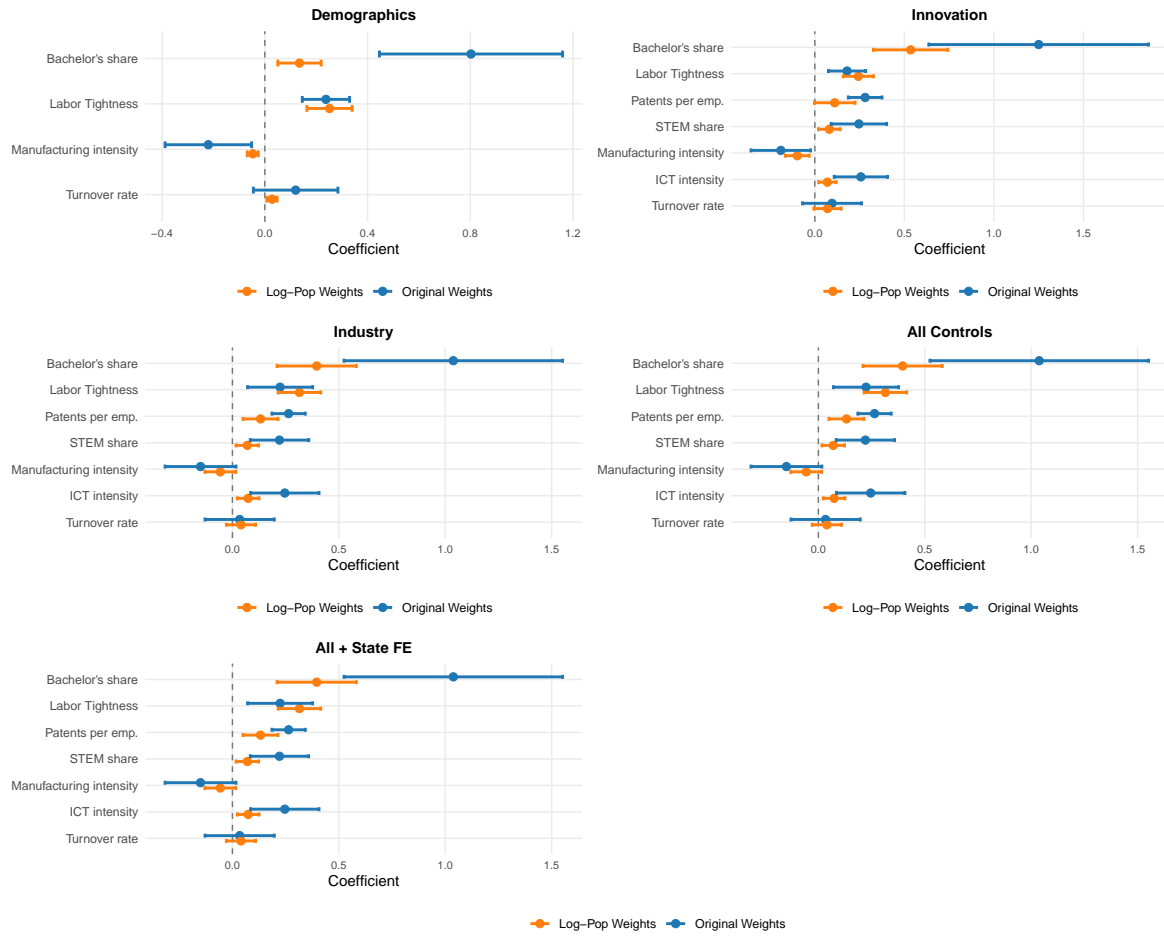 Demographics
Bachelor's share
Labor Tightness
Manufacturing intensity
Turnover rate
−0.4 0.0 0.4 0.8 1.2
Coefficient
Log−Pop Weights Original Weights
Innovation
Bachelor's share
Labor Tightness
Patents per emp.
STEM share
Manufacturing intensity
ICT intensity
Turnover rate
0.0 0.5 1.0 1.5
Coefficient
Log−Pop Weights Original Weights
Industry
Bachelor's share
Labor Tightness
Patents per emp.
STEM share
Manufacturing intensity
ICT intensity
Turnover rate
0.0 0.5 1.0 1.5
Coefficient
Log−Pop Weights Original Weights
All Controls
Bachelor's share
Labor Tightness
Patents per emp.
STEM share
Manufacturing intensity
ICT intensity
Turnover rate
0.0 0.5 1.0 1.5
Coefficient
Log−Pop Weights Original Weights
All + State FE
Bachelor's share
Labor Tightness
Patents per emp.
STEM share
Manufacturing intensity
ICT intensity
Turnover rate
0.0 0.5 1.0 1.5
Coefficient
Log−Pop Weights Original Weights